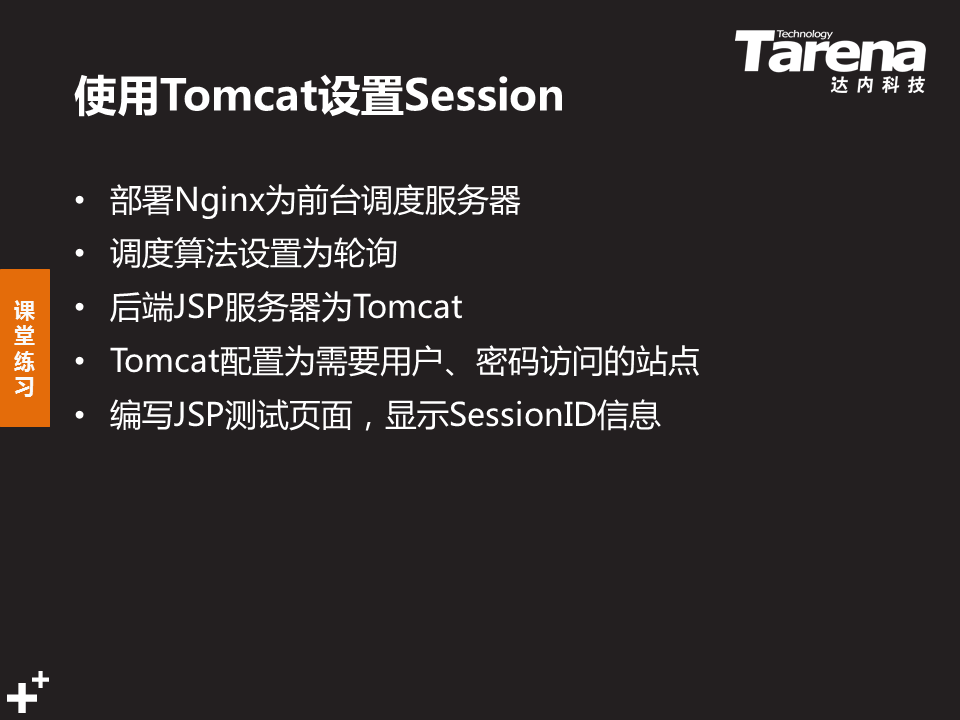 Technology
Tarena
达内科技
使用Tomcat设置Session
• 部署Nginx为前台调度服务器
• 调度算法设置为轮询
• 后端JSP服务器为Tomcat
• Tomcat配置为需要用户、密码访问的站点
• 编写JSP测试页面，显示SessionID信息
课堂练习